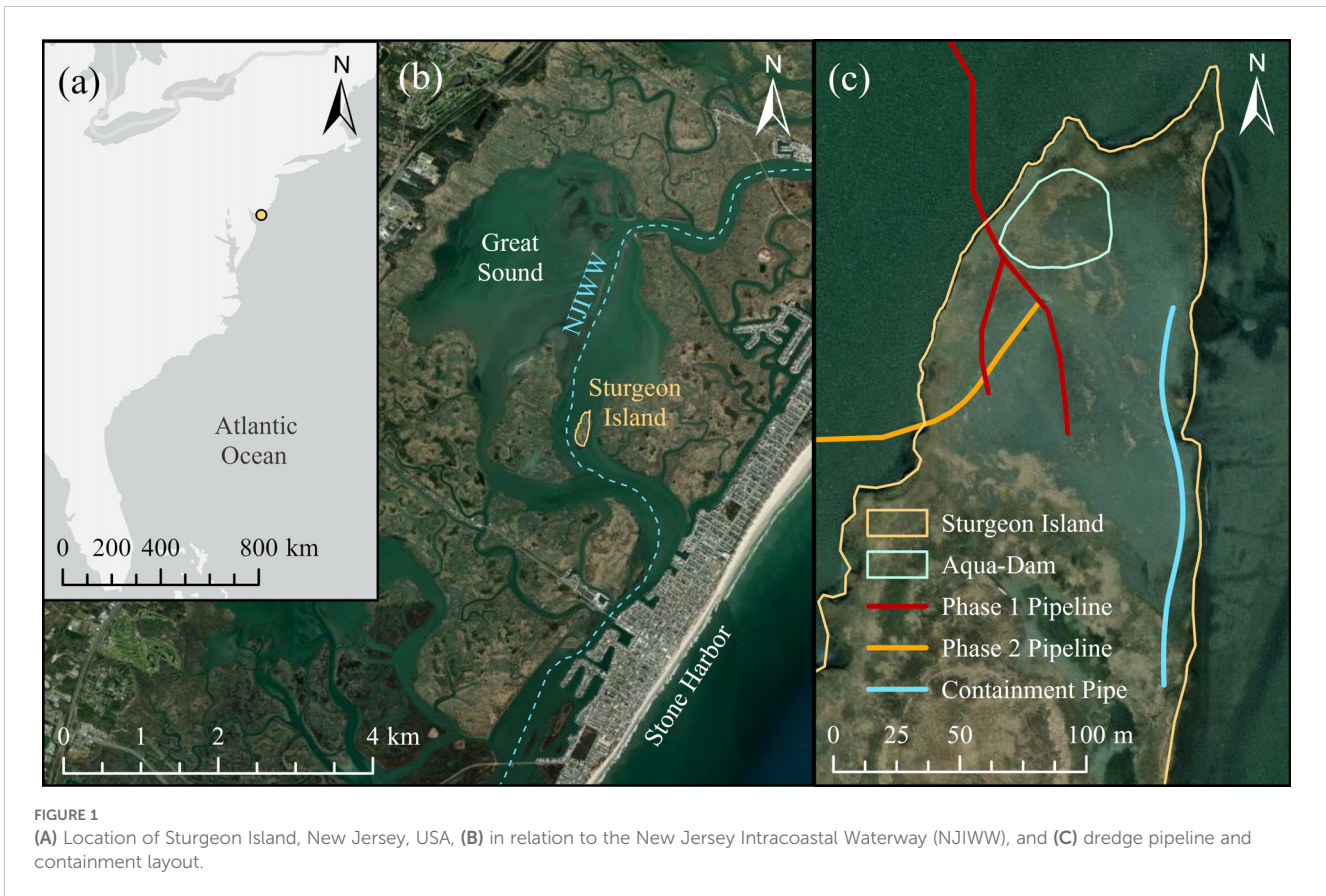 (a)
N
Atlantic
Ocean
0 200 400 800 km
(b)
N
Great
Sound
NJIWW
Sturgeon
Island
Stone Harbor
0 1 2 4 km
(c)
N
Sturgeon Island
Aqua-Dam
Phase 1 Pipeline
Phase 2 Pipeline
Containment Pipe
0 25 50 100 m
FIGURE 1
(A) Location of Sturgeon Island, New Jersey, USA, (B) in relation to the New Jersey Intracoastal Waterway (NJIWW), and (C) dredge pipeline and
containment layout.